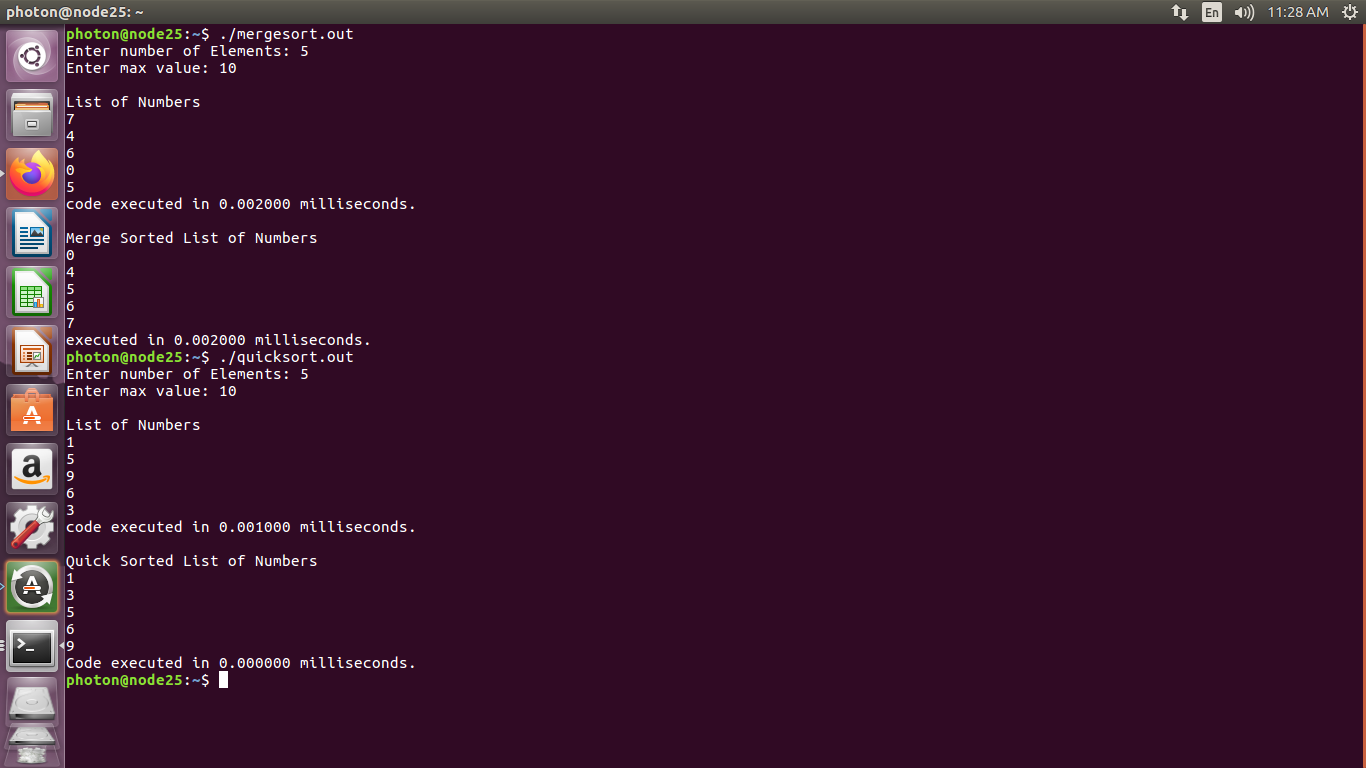 photon@node25: ~
En
11:28 AM
photon@node25:~$ ./mergesort.out
Enter number of Elements: 5
Enter max value: 10
List of Numbers
7
4
6
0
5
code executed in 0.002000 milliseconds.
Merge Sorted List of Numbers
0
4
5
6
7
executed in 0.002000 milliseconds.
photon@node25:~$ ./quicksort.out
Enter number of Elements: 5
Enter max value: 10
List of Numbers
1
5
9
6
3
code executed in 0.001000 milliseconds.
Quick Sorted List of Numbers
1
3
5
6
9
Code executed in 0.000000 milliseconds.
photon@node25:~$